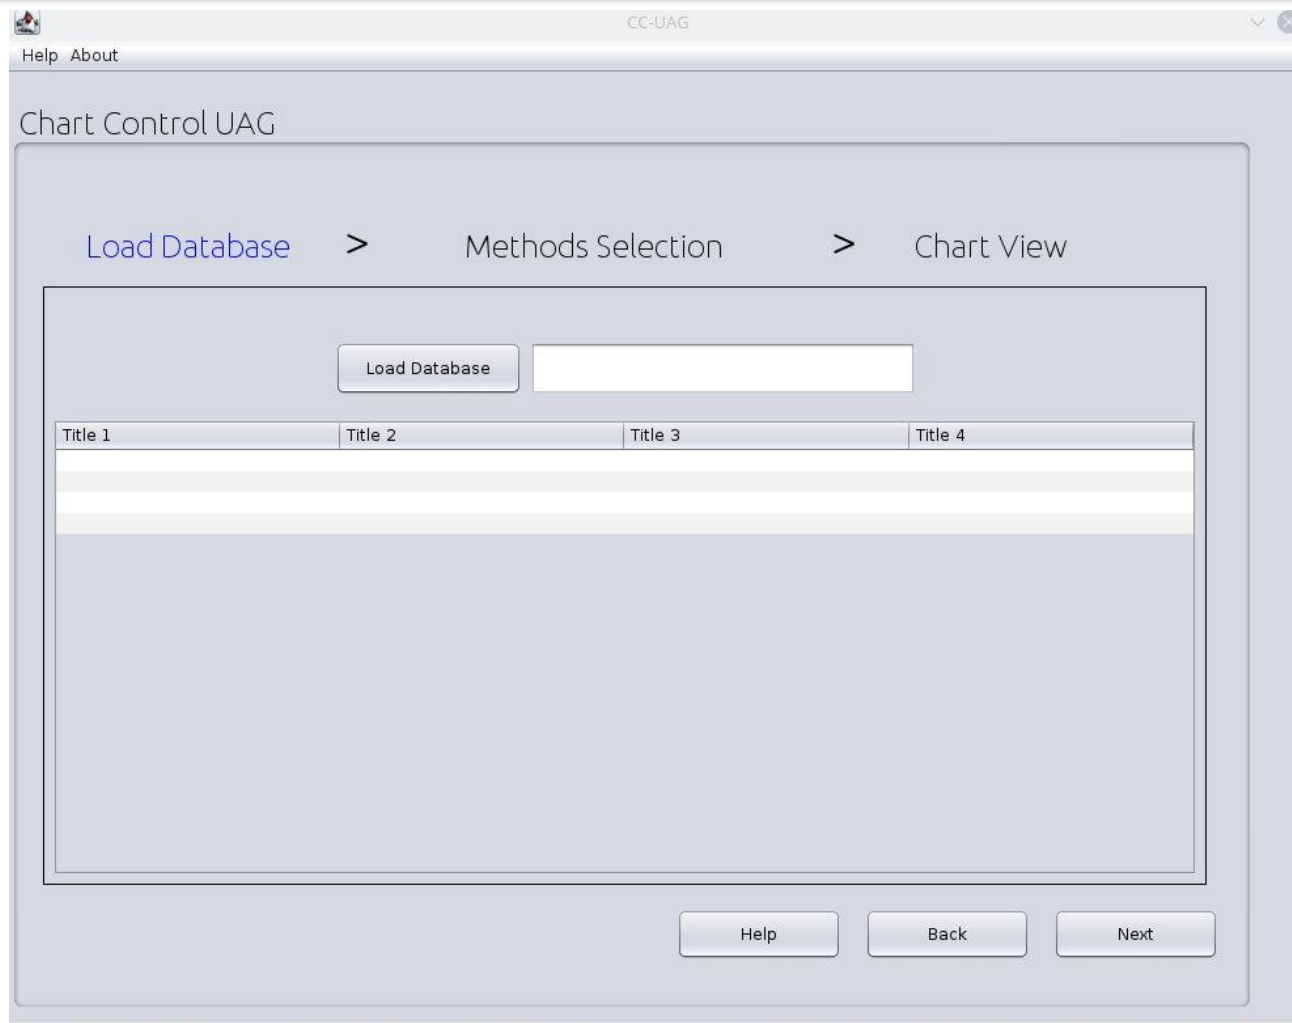 CC-UAG
Help About
Chart Control UAG
Load Database > Methods Selection > Chart View
Load Database
Title 1 Title 2 Title 3 Title 4
Help Back Next